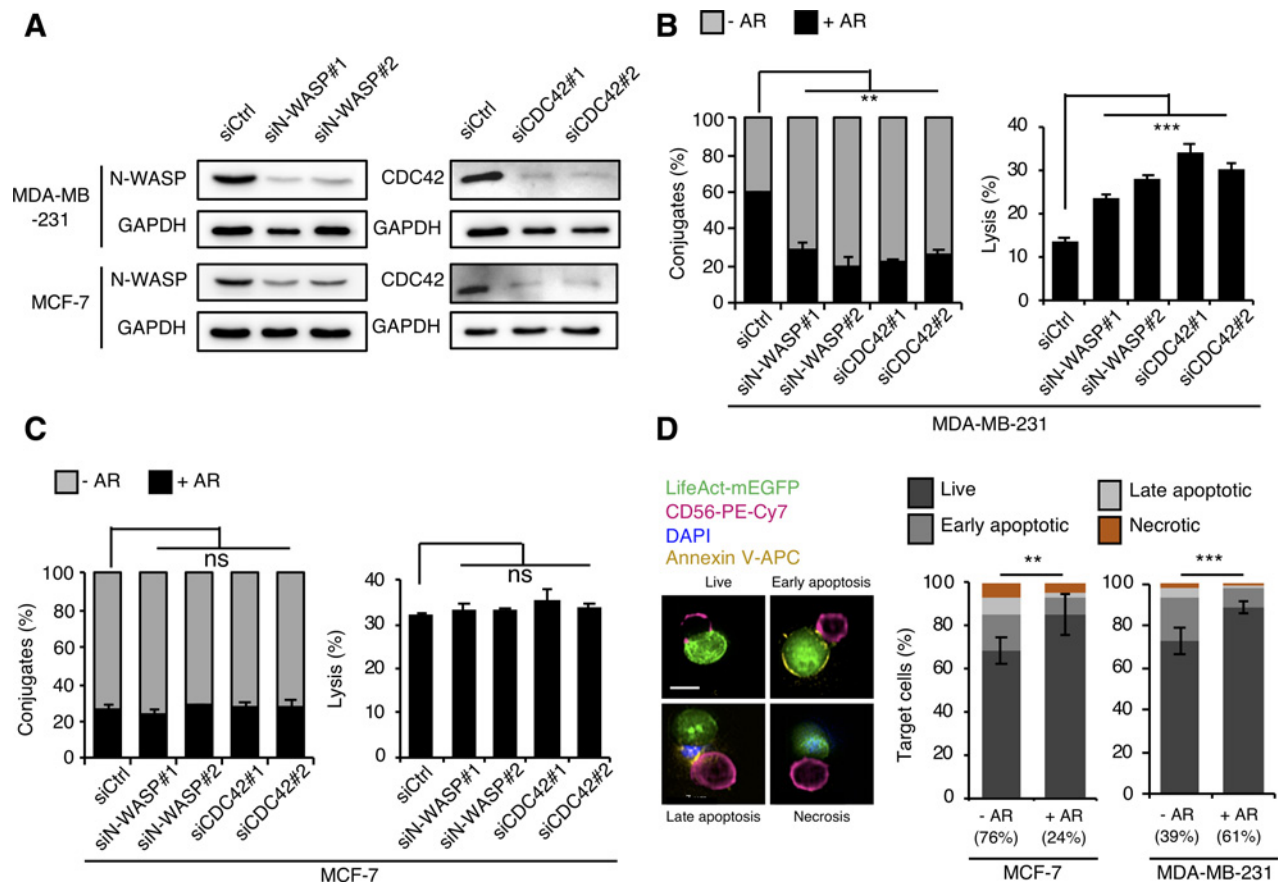 A
siCtrl
siN-WASP#1
siN-WASP#2
siCtrl
siCDC42#1
siCDC42#2
MDA-MB
-231
N-WASP
CDC42
GAPDH
GAPDH
MCF-7
N-WASP
CDC42
GAPDH
GAPDH
B
- AR
+ AR
**
Conjugates (%)
100
80
60
40
20
0
siCtrl
siN-WASP#1
siN-WASP#2
siCDC42#1
siCDC42#2
***
Lysis (%)
40
30
20
10
0
siCtrl
siN-WASP#1
siN-WASP#2
siCDC42#1
siCDC42#2
MDA-MB-231
C
- AR
+ AR
ns
Conjugates (%)
100
80
60
40
20
0
siCtrl
siN-WASP#1
siN-WASP#2
siCDC42#1
siCDC42#2
ns
Lysis (%)
40
30
20
10
0
siCtrl
siN-WASP#1
siN-WASP#2
siCDC42#1
siCDC42#2
MCF-7
D
LifeAct-mEGFP
CD56-PE-Cy7
DAPI
Annexin V-APC
Live
Early apoptosis
Late apoptosis
Necrosis
Live
Late apoptotic
Early apoptotic
Necrotic
**
Target cells (%)
100
80
60
80
20
0
- AR
(76%)
+ AR
(24%)
MCF-7
***
100
80
60
80
20
0
- AR
(39%)
+ AR
(61%)
MDA-MB-231